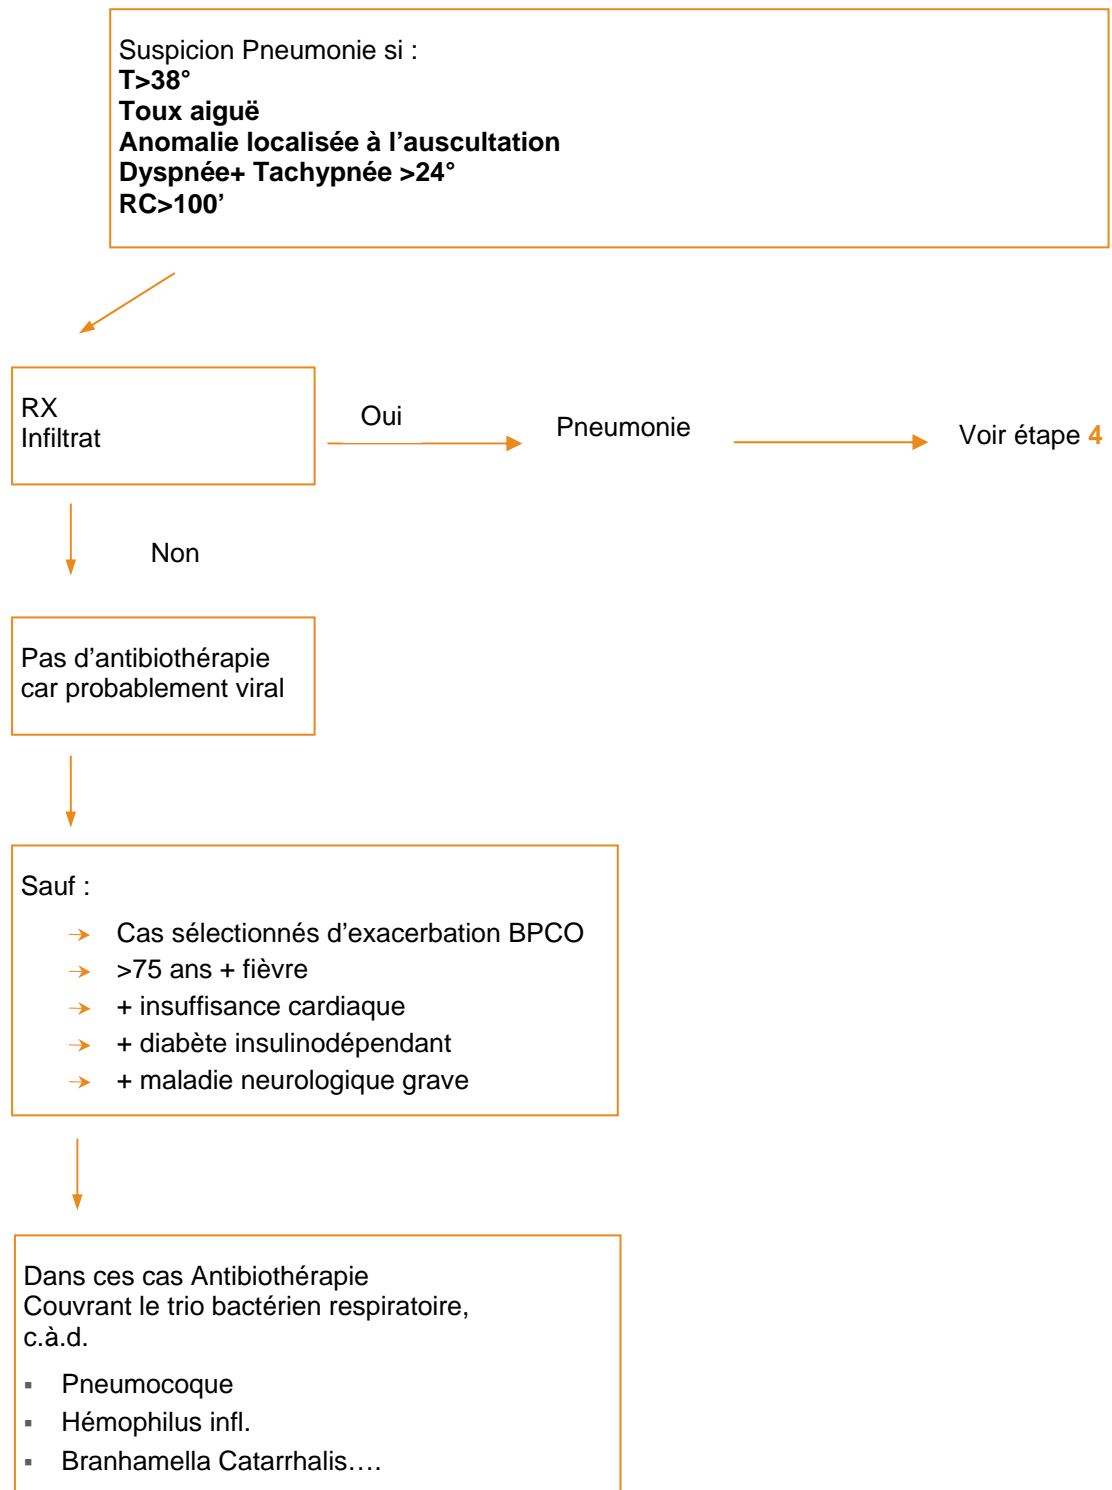 Suspicion Pneumonie si :
T>38°
Toux aiguë
Anomalie localisée à l'auscultation
Dyspnée+ Tachypnée >24°
RC>100’
RX
Infiltrat
Oui
Pneumonie
Voir étape 4
Non
Pas d’antibiothérapie
car probablement viral
Sauf :
Cas sélectionnés d’exacerbation BPCO
>75 ans + fièvre
+ insuffisance cardiaque
+ diabète insulinodépendant
+ maladie neurologique grave
Dans ces cas Antibiothérapie
Couvrant le trio bactérien respiratoire,
c.à.d.
▪ Pneumocoque
▪ Hémophilus infl.
▪ Branhamella Catarrhalis….